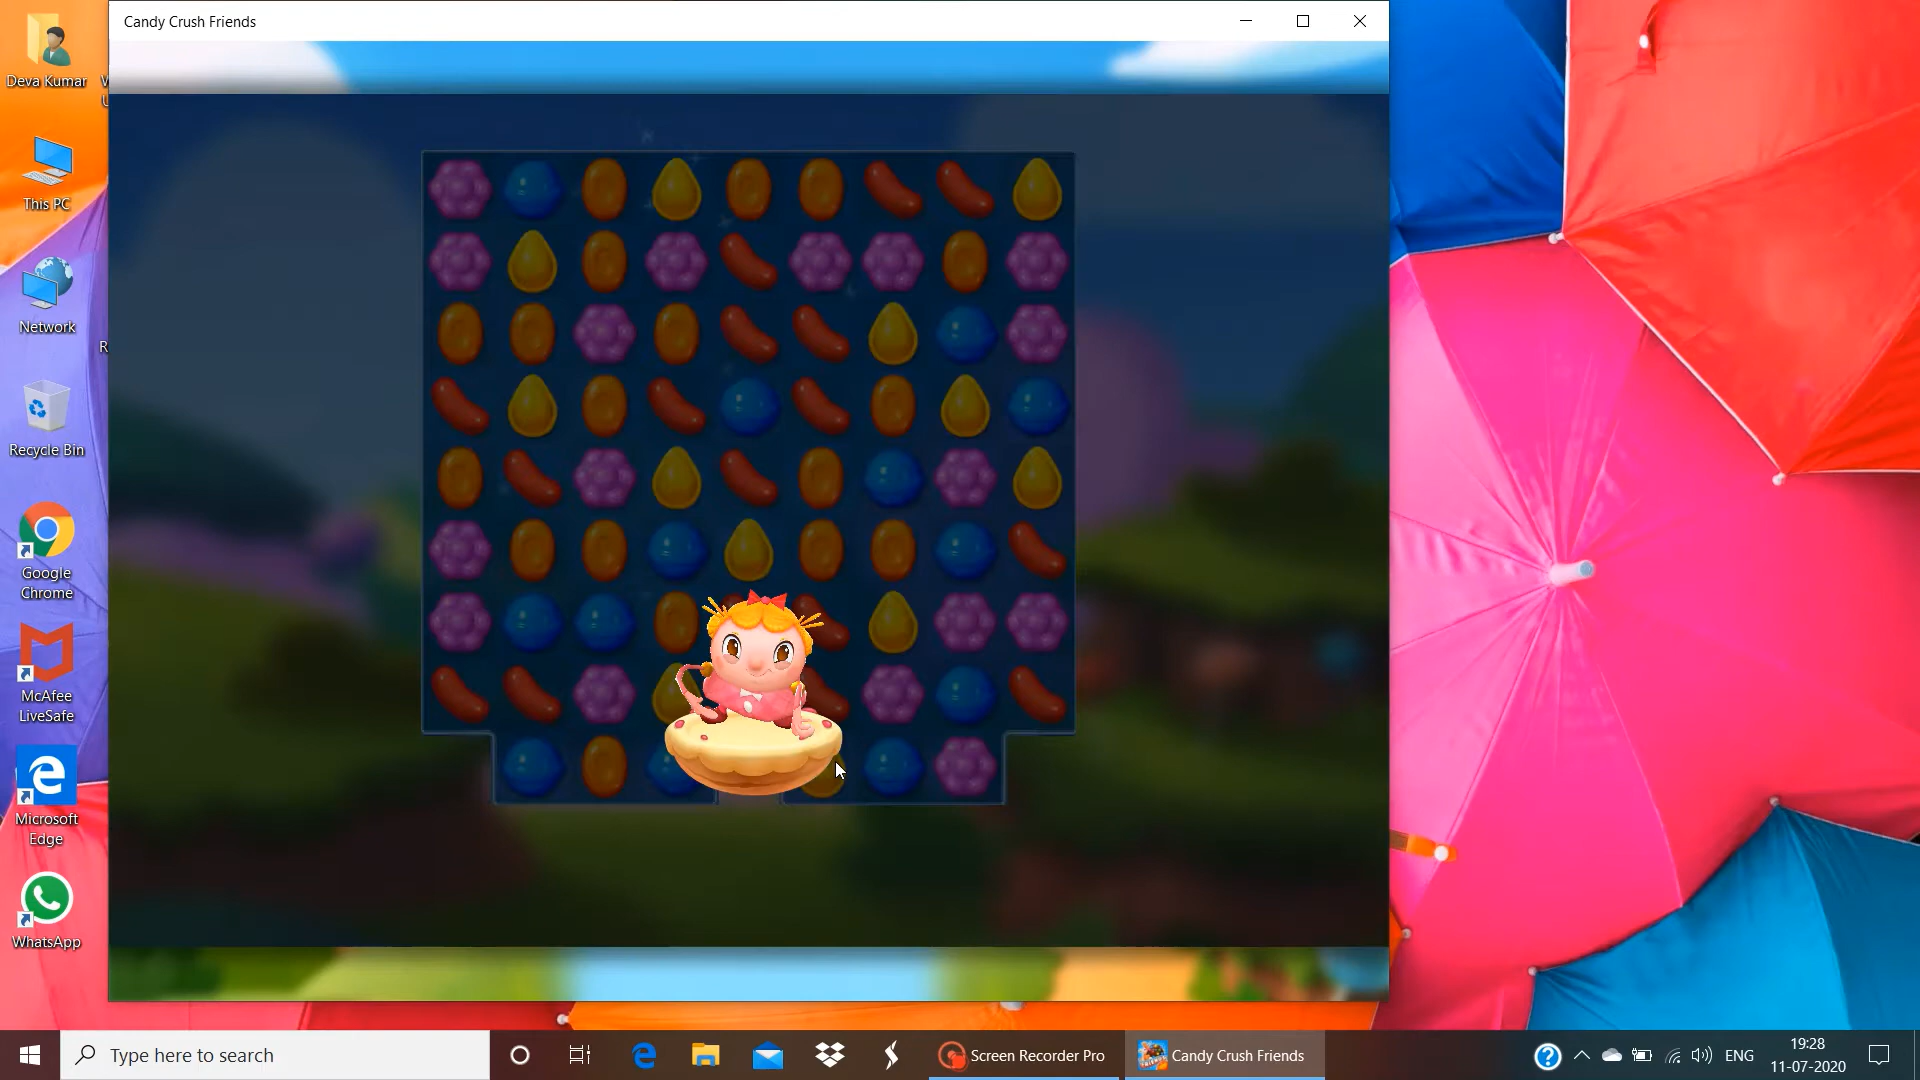 Candy Crush Friends
Deva Kumar
This PC
Network
R
Recycle Bin
Google
Chrome
McAfee
LiveSafe
Microsoft
Edge
WhatsApp
Type here to search
Screen Recorder Pro
Candy Crush Friends
ENG
19:28
11-07-2020